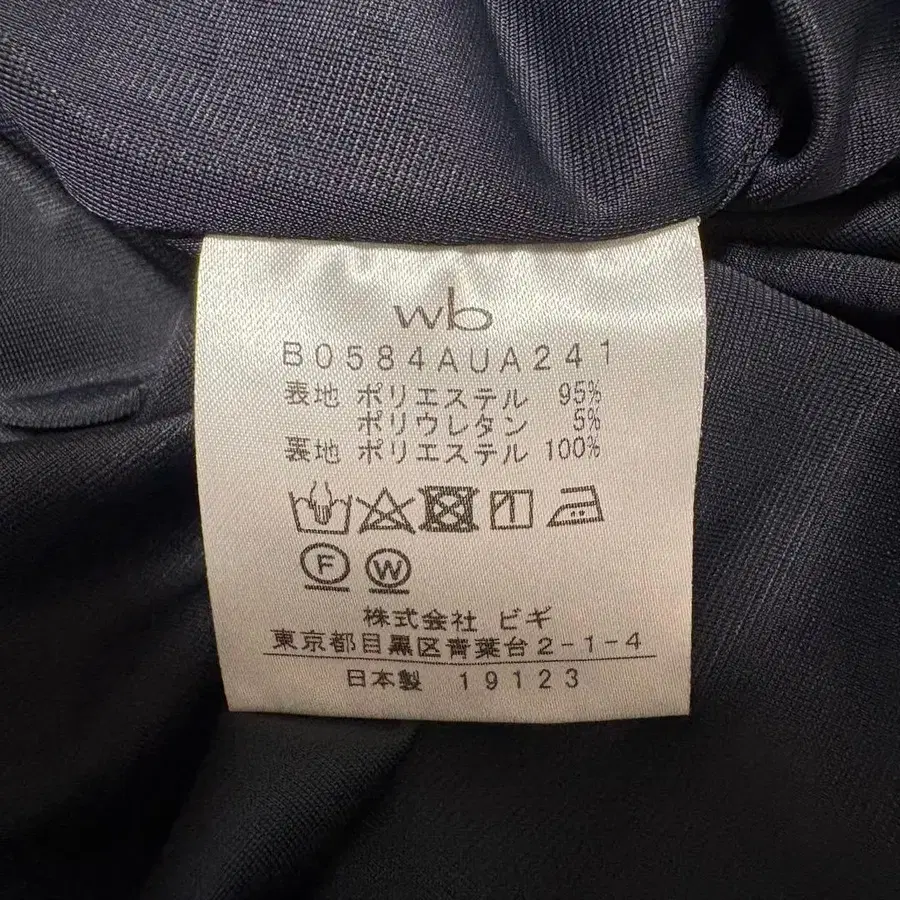 wb
B0584AUA241
表地 ポリエステル 95%
ポリウレタン 5%
裏地 ポリエステル 100%
F W
株式会社 ビギ
東京都目黒区青葉台2-1-4
日本製 19123